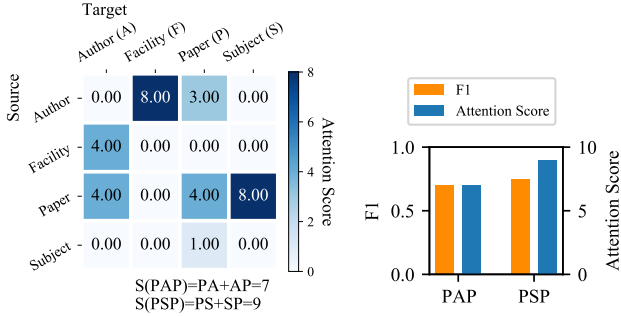 Target
Author (A)
Facility (F)
Paper (P)
Subject (S)
Source
Author
0.00 8.00 3.00 0.00
Facility
4.00 0.00 0.00 0.00
Paper
4.00 0.00 4.00 8.00
Subject
0.00 0.00 1.00 0.00
8
6
4
2
0
Attention Score
S(PAP)=PA+AP=7
S(PSP)=PS+SP=9
F1
Attention Score
1.0
0.5
0.0
F1
10
5
0
Attention Score
PAP PSP